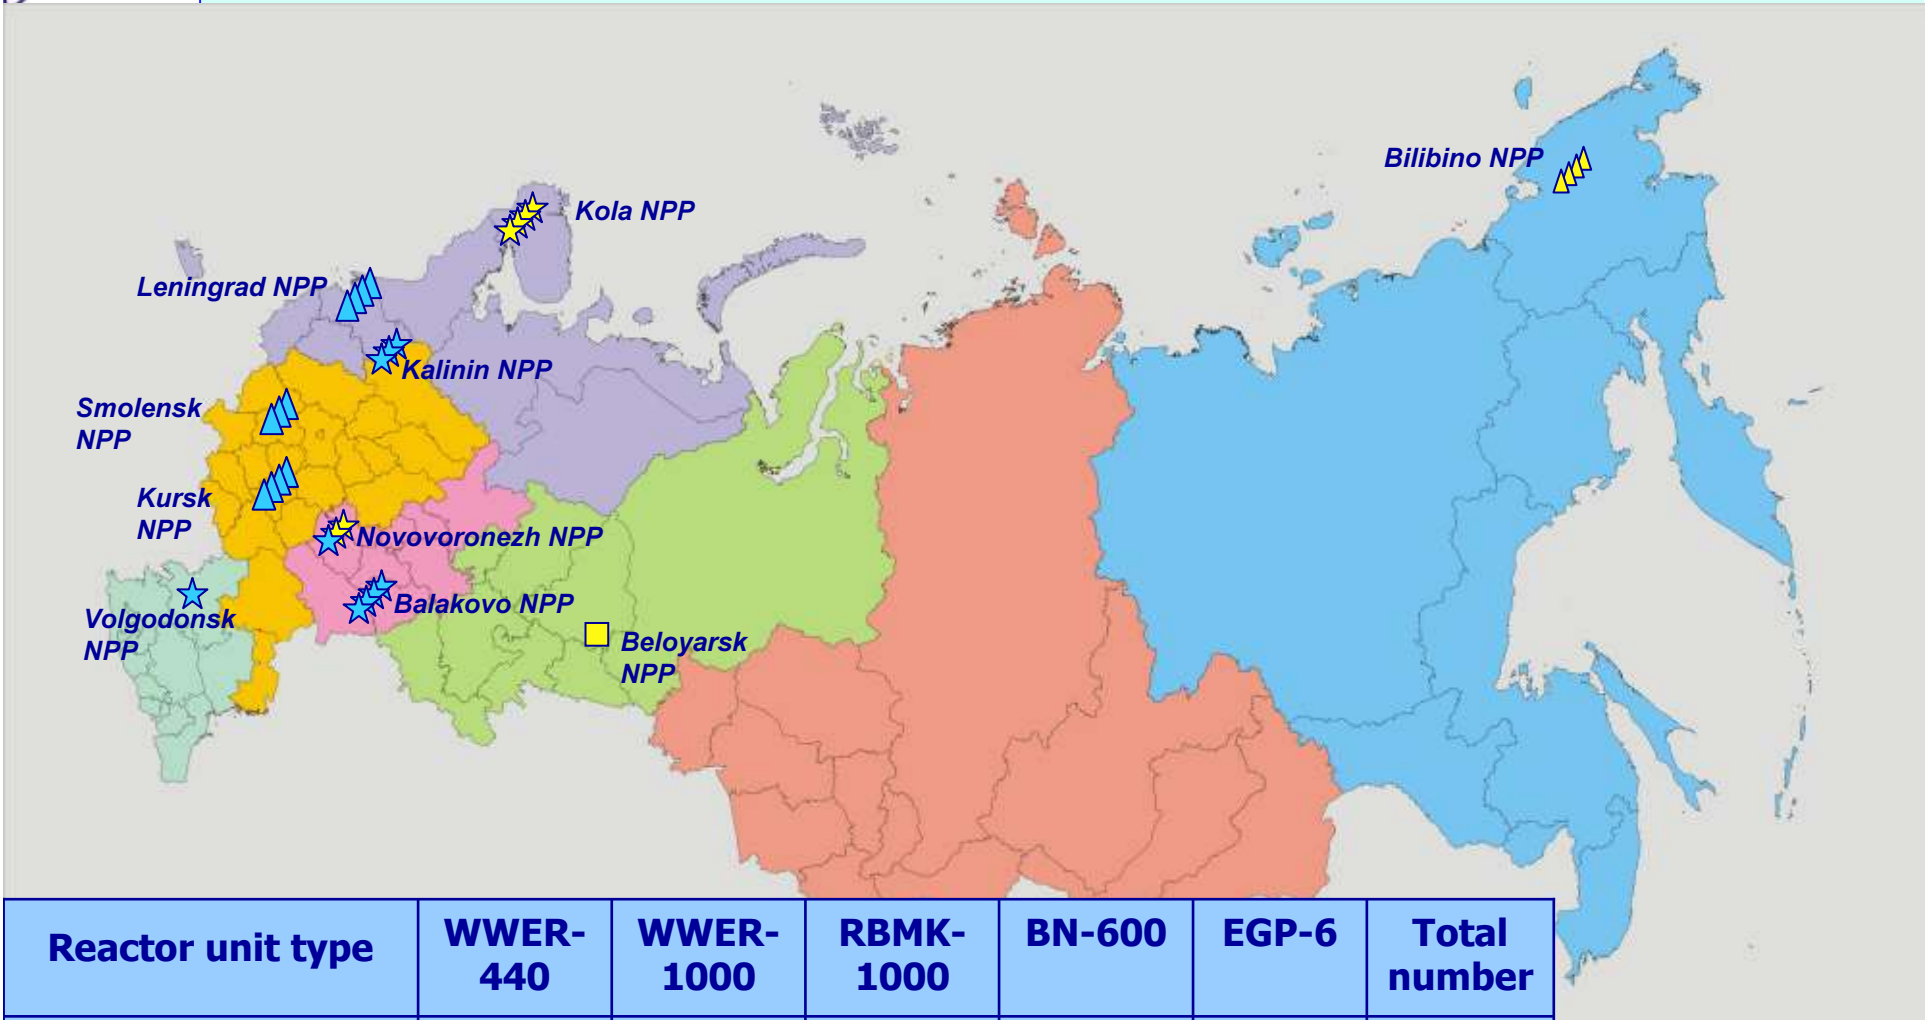 Bilibino NPP
Kola NPP
Leningrad NPP
Kalinin NPP
Smolensk
NPP
Kursk
NPP
Novovoronezh NPP
Balakovo NPP
Volgodonsk
NPP
Beloyarsk
NPP
Reactor unit type
WWER-
440
WWER-
1000
RBMK-
1000
BN-600
EGP-6
Total
number